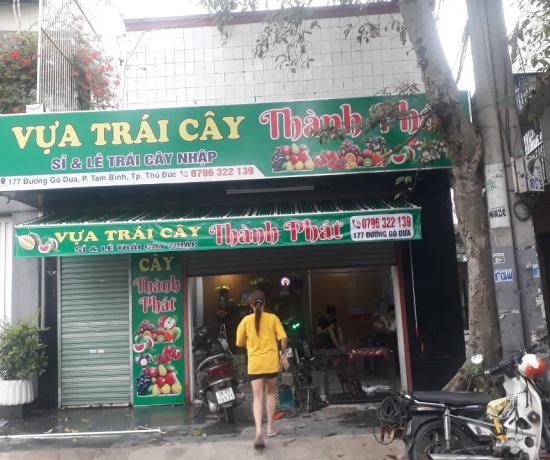 VỰA TRÁI CÂY Thành Phát
SỈ & LẺ TRÁI CÂY NHẬP
177 Đường Gò Dưa, P. Tam Bình, Tp. Thủ Đức 0796 322 139
VỰA TRÁI CÂY Thành Phát 0796 322 139
SỈ & LẺ TRÁI CÂY NHẬP 177 ĐƯỜNG GÒ DƯA
CÂY
Thành
Phát